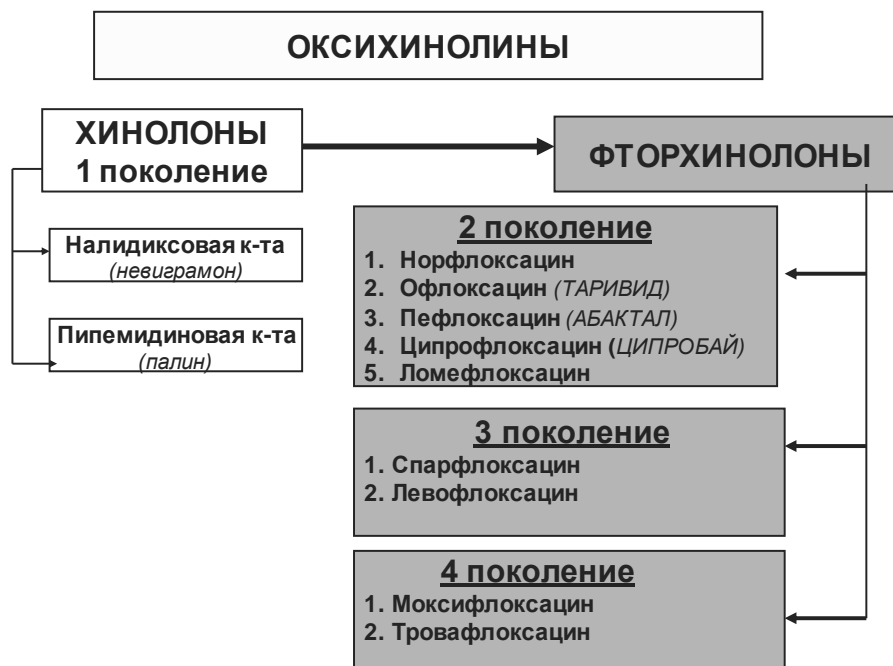 ОКСИХИНОЛИНЫ
ХИНОЛОНЫ
1 поколение
ФТОРХИНОЛОНЫ
Налидиксовая к-та
(невиграмон)
Пипемидиновая к-та
(палин)
2 поколение
1. Норфлоксацин
2. Офлоксацин (ТАРИВИД)
3. Пефлоксацин (АБАКТАЛ)
4. Ципрофлоксацин (ЦИПРОБАЙ)
5. Ломефлоксацин
3 поколение
1. Спарфлоксацин
2. Левофлоксацин
4 поколение
1. Моксифлоксацин
2. Тровафлоксацин